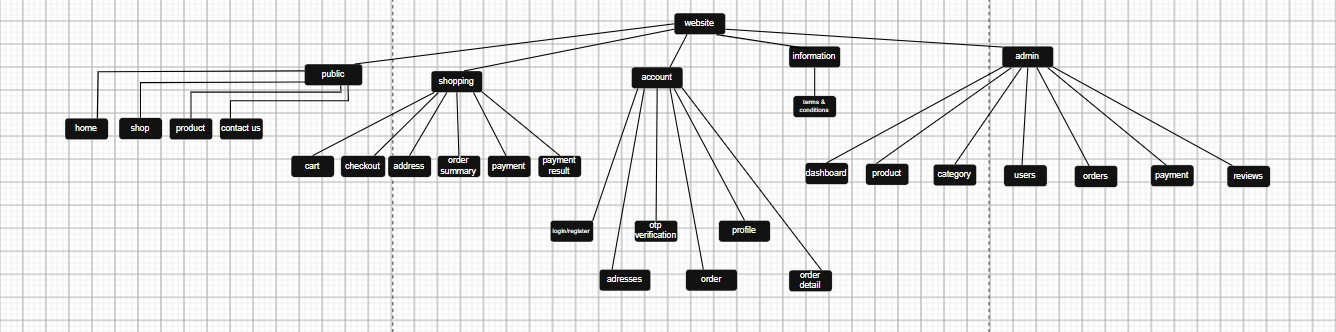 website
public
shopping
account
information
admin
terms &
conditions
home
shop
product
contact us
cart
checkout
address
order
summary
payment
payment
result
dashboard
product
category
users
orders
payment
reviews
login/register
otp
verification
profile
adresses
order
order
detail